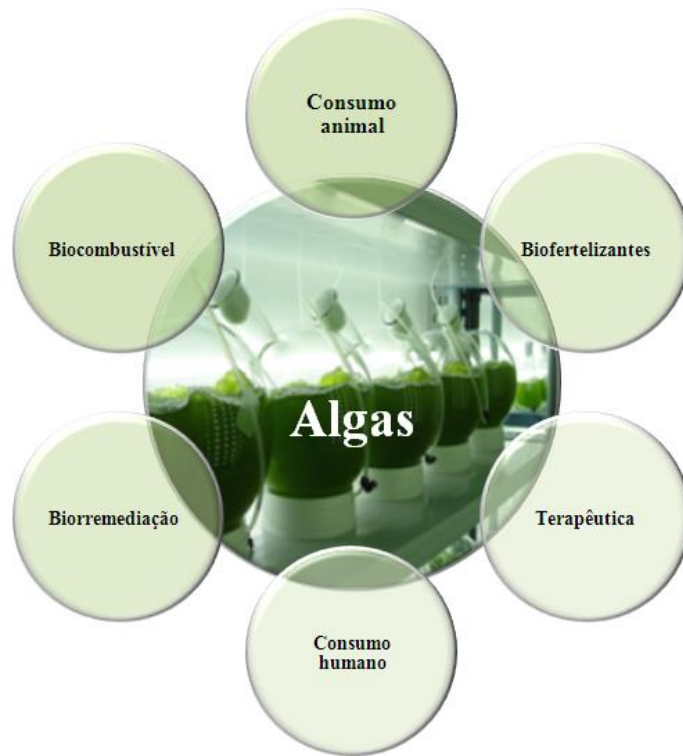 Consumo
animal
Biocombustível
Biofertelizantes
Algas
Biorremediação
Terapêutica
Consumo
humano